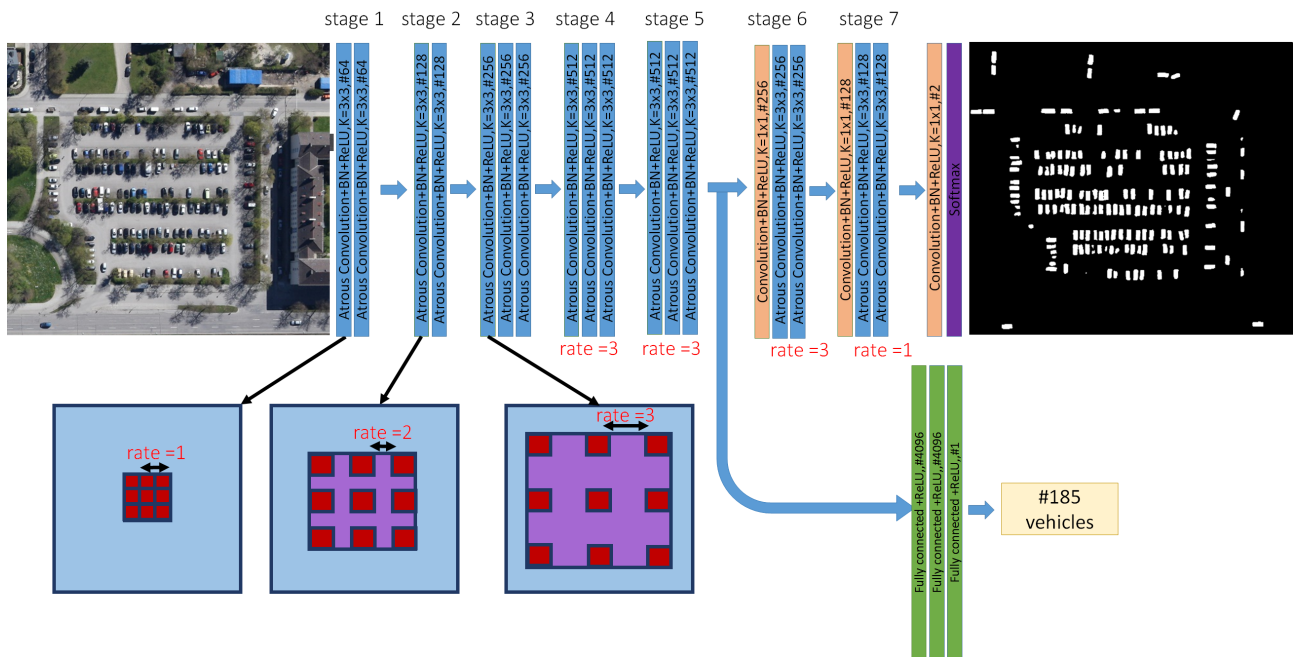 stage 1
stage 2
stage 3
stage 4
stage 5
stage 6
stage 7
Atrous Convolution+BN+ReLU,K=3x3,#64
Atrous Convolution+BN+ReLU,K=3x3,#64
Atrous Convolution+BN+ReLU,K=3x3,#128
Atrous Convolution+BN+ReLU,K=3x3,#128
Atrous Convolution+BN+ReLU,K=3x3,#256
Atrous Convolution+BN+ReLU,K=3x3,#256
Atrous Convolution+BN+ReLU,K=3x3,#256
Atrous Convolution+BN+ReLU,K=3x3,#512
Atrous Convolution+BN+ReLU,K=3x3,#512
Atrous Convolution+BN+ReLU,K=3x3,#512
Atrous Convolution+BN+ReLU,K=3x3,#512
Atrous Convolution+BN+ReLU,K=3x3,#512
Atrous Convolution+BN+ReLU,K=3x3,#512
Convolution+BN+ReLU,K=1x1,#256
Atrous Convolution+BN+ReLU,K=3x3,#256
Atrous Convolution+BN+ReLU,K=3x3,#256
Convolution+BN+ReLU,K=1x1,#128
Atrous Convolution+BN+ReLU,K=3x3,#128
Atrous Convolution+BN+ReLU,K=3x3,#128
Convolution+BN+ReLU,K=1x1,#2
Softmax
rate =3
rate =3
rate =3
rate =1
rate =1
rate =2
rate =3
Fully connected +ReLU,,#4096
Fully connected +ReLU,,#4096
Fully connected +ReLU,,#1
#185
vehicles